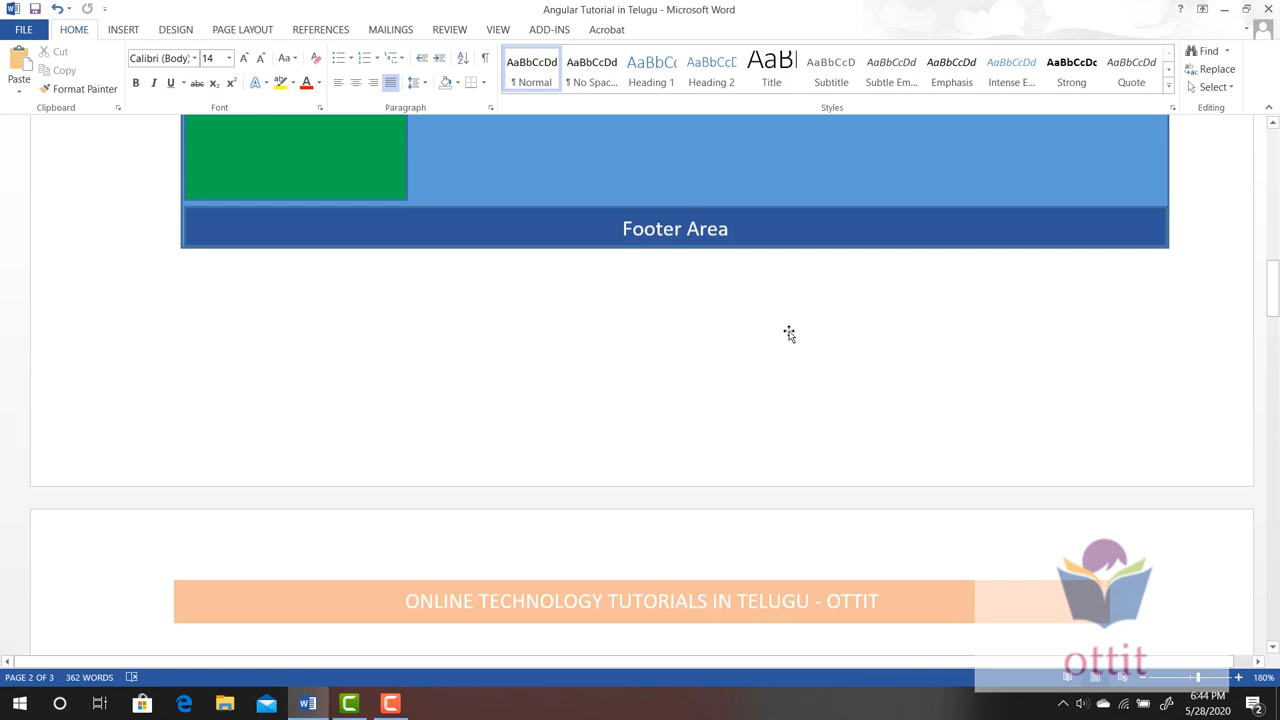 Angular Tutorial in Telugu - Microsoft Word
FILE HOME INSERT DESIGN PAGE LAYOUT REFERENCES MAILINGS REVIEW VIEW ADD-INS Acrobat
Paste
Cut
Copy
Format Painter
Clipboard
Calibri (Body) 14
Font
Paragraph
AaBbCcDd AaBbCcDd AaBbCc AaBbCcD AaB AaBbCcD AaBbCcDd AaBbCcDd AaBbCcDd AaBbCcDc AaBbCcDd
¶ Normal ¶ No Spac... Heading 1 Heading 2 Title Subtitle Subtle Em... Emphasis Intense E... Strong Quote
Styles
Find
Replace
Select
Editing
Footer Area
ONLINE TECHNOLOGY TUTORIALS IN TELUGU - OTTIT
ottit
PAGE 2 OF 3 362 WORDS 180%
6:44 PM
5/28/2020
2